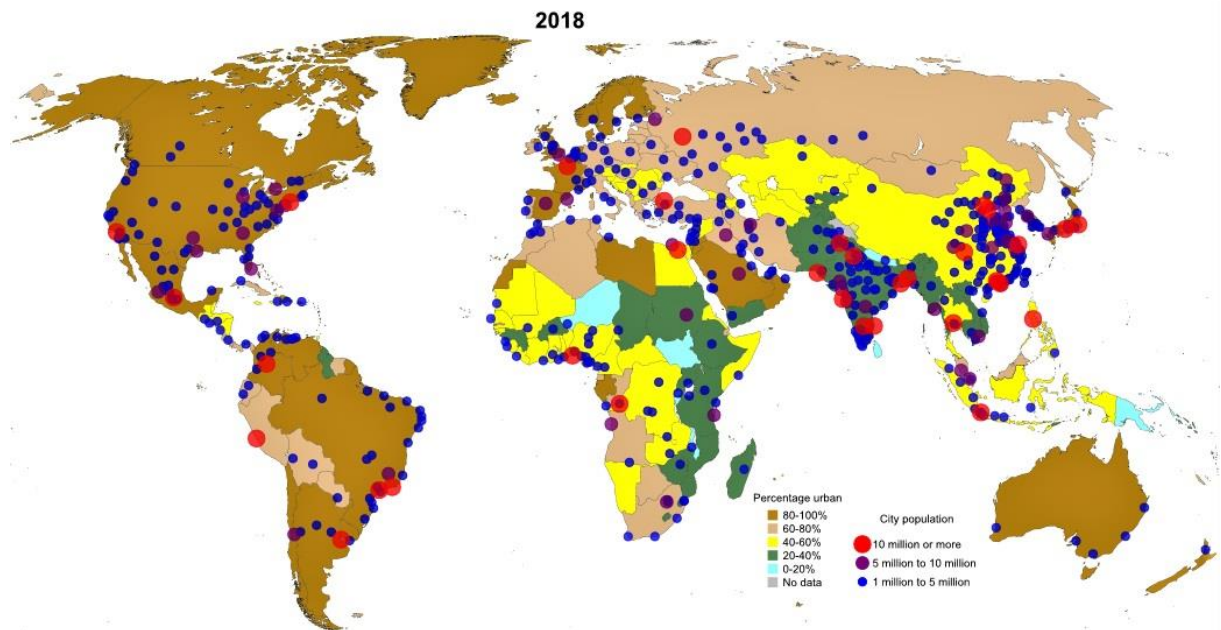 2018
Percentage urban
80-100%
60-80%
40-60%
20-40%
0-20%
No data
City population
10 million or more
5 million to 10 million
1 million to 5 million